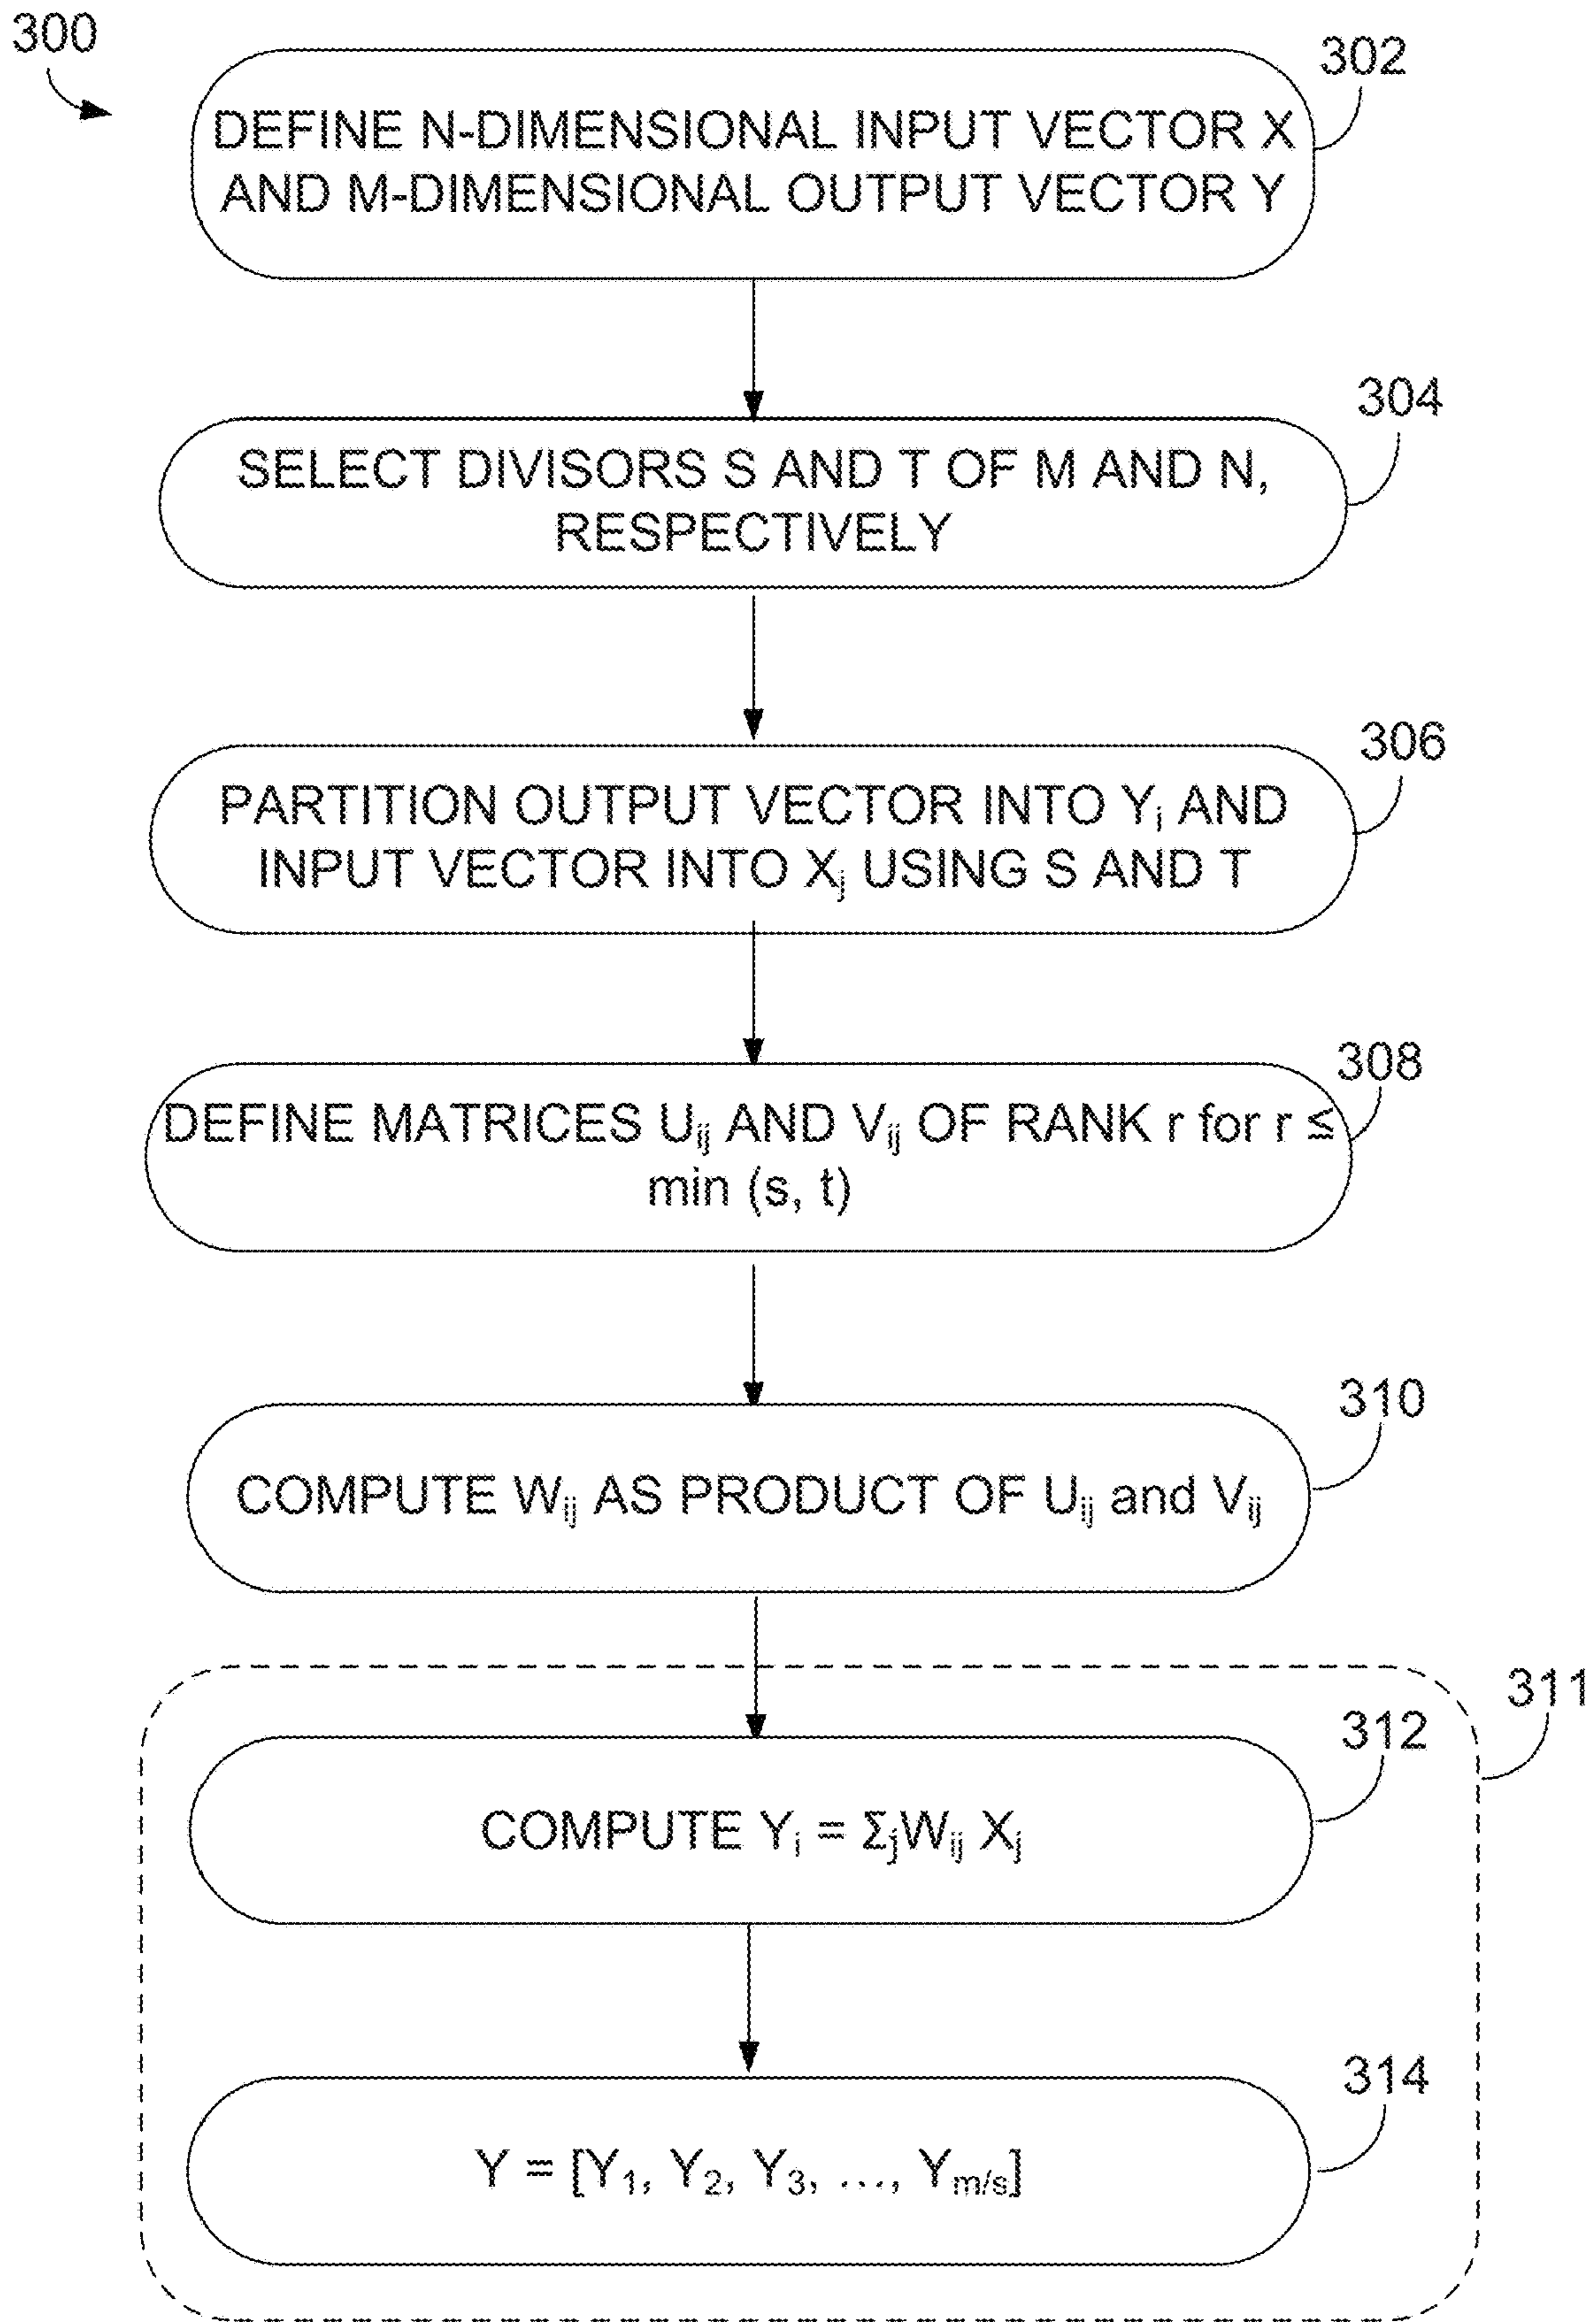 300
302
DEFINE N-DIMENSIONAL INPUT VECTOR X
AND M-DIMENSIONAL OUTPUT VECTOR Y
304
SELECT DIVISORS S AND T OF M AND N,
RESPECTIVELY
306
PARTITION OUTPUT VECTOR INTO Yᵢ AND
INPUT VECTOR INTO Xⱼ USING S AND T
308
DEFINE MATRICES Uᵢⱼ AND Vᵢⱼ OF RANK r for r ≤
min (s, t)
310
COMPUTE Wᵢⱼ AS PRODUCT OF Uᵢⱼ and Vᵢⱼ
311
312
COMPUTE Yᵢ = ΣⱼWᵢⱼ Xⱼ
314
Y = [Y₁, Y₂, Y₃, ..., Ym/s]